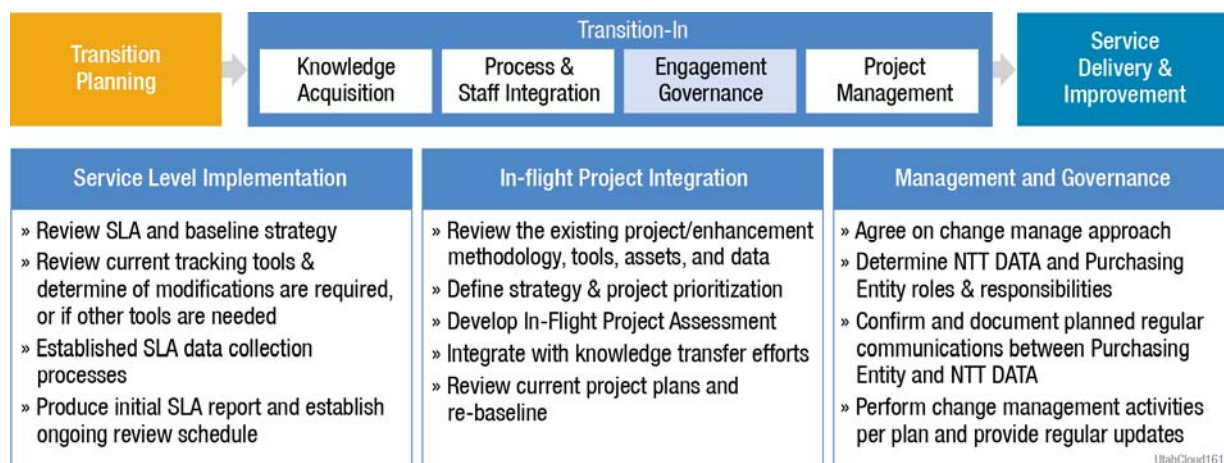 Transition
Planning
Transition-In
Knowledge
Acquisition
Process &
Staff Integration
Engagement
Governance
Project
Management
Service
Delivery &
Improvement
Service Level Implementation
» Review SLA and baseline strategy
» Review current tracking tools &
determine of modifications are required,
or if other tools are needed
» Established SLA data collection
processes
» Produce initial SLA report and establish
ongoing review schedule
In-flight Project Integration
» Review the existing project/enhancement
methodology, tools, assets, and data
» Define strategy & project prioritization
» Develop In-Flight Project Assessment
» Integrate with knowledge transfer efforts
» Review current project plans and
re-baseline
Management and Governance
» Agree on change manage approach
» Determine NTT DATA and Purchasing
Entity roles & responsibilities
» Confirm and document planned regular
communications between Purchasing
Entity and NTT DATA
» Perform change management activities
per plan and provide regular updates
UtahCloud161